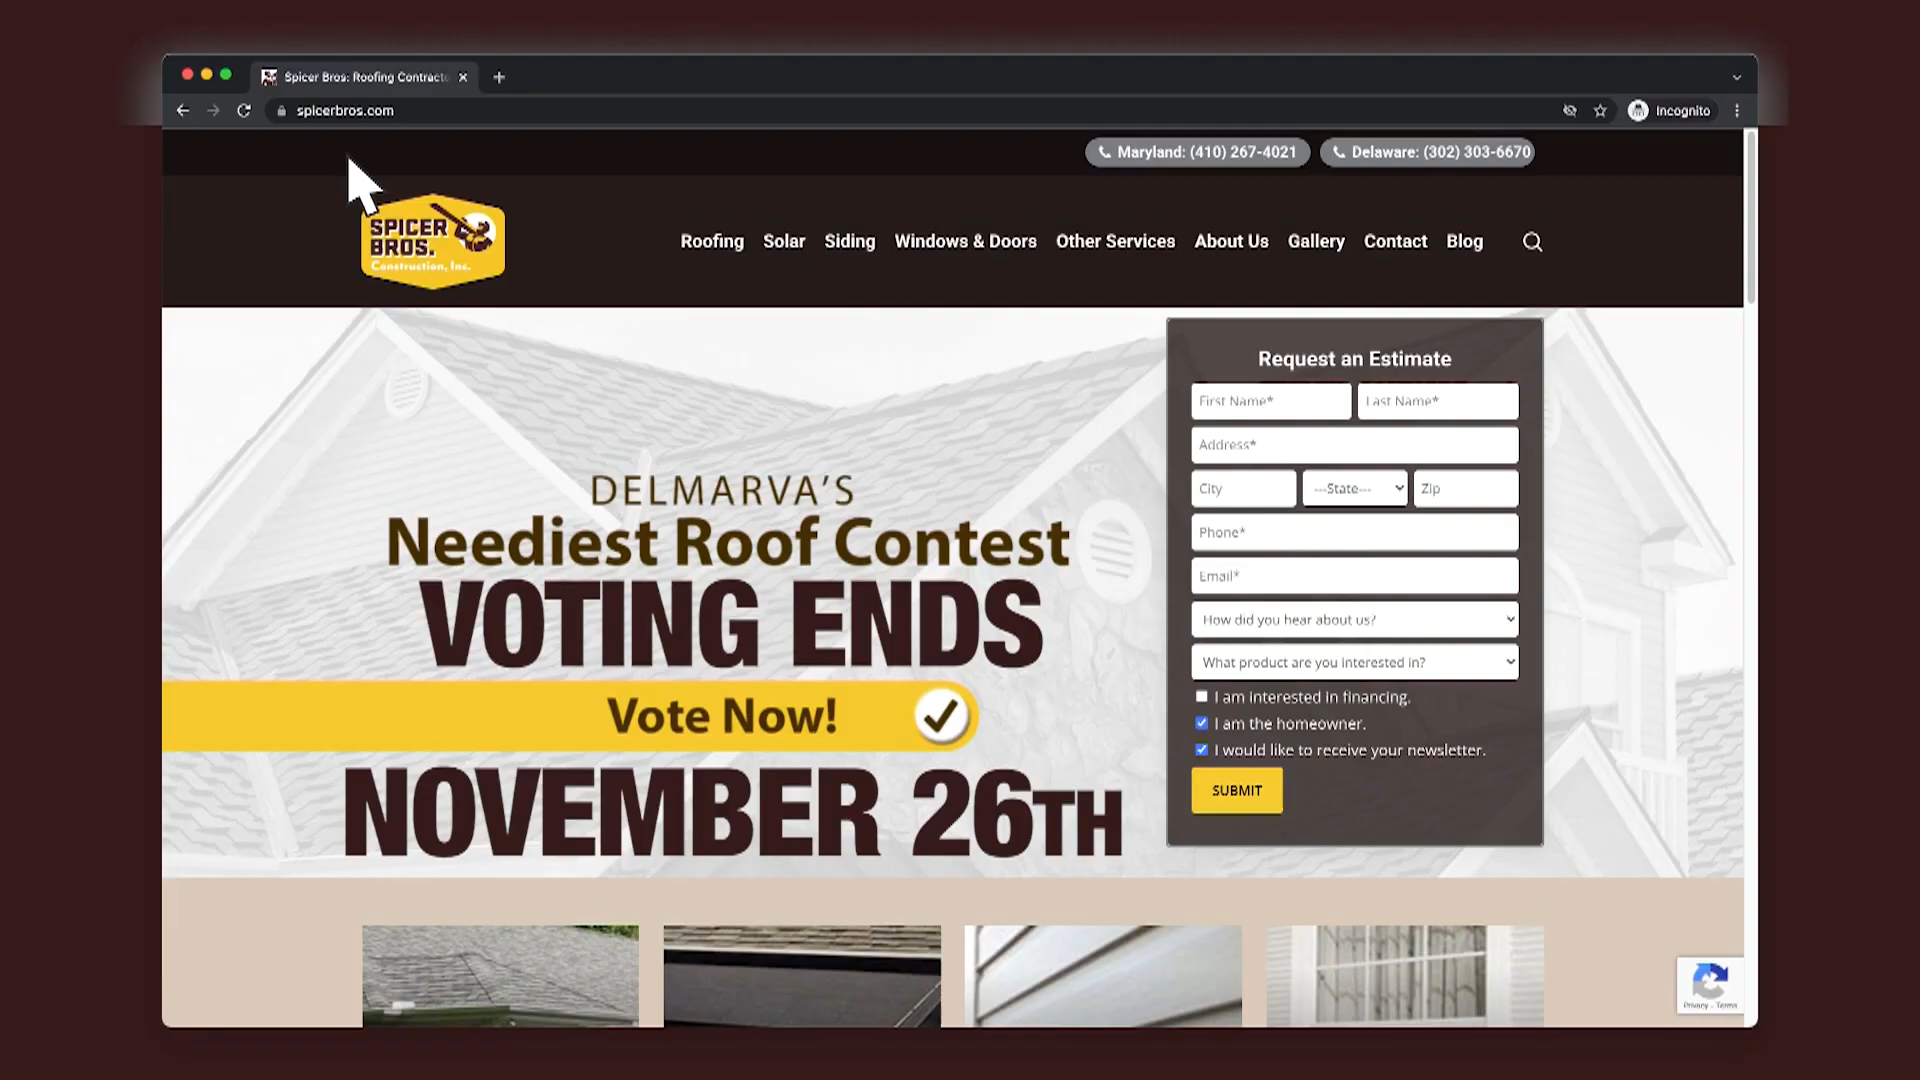 Spicer Bros: Roofing Contracto
spicerbros.com
Incognito
Maryland: (410) 267-4021
Delaware: (302) 303-6670
SPICER
BROS.
Construction, Inc.
Roofing
Solar
Siding
Windows & Doors
Other Services
About Us
Gallery
Contact
Blog
DELMARVA'S
Neediest Roof Contest
VOTING ENDS
Vote Now!
NOVEMBER 26TH
Request an Estimate
First Name*
Last Name*
Address*
City
---State---
Zip
Phone*
Email*
How did you hear about us?
What product are you interested in?
I am interested in financing.
I am the homeowner.
I would like to receive your newsletter.
SUBMIT
Privacy - Terms